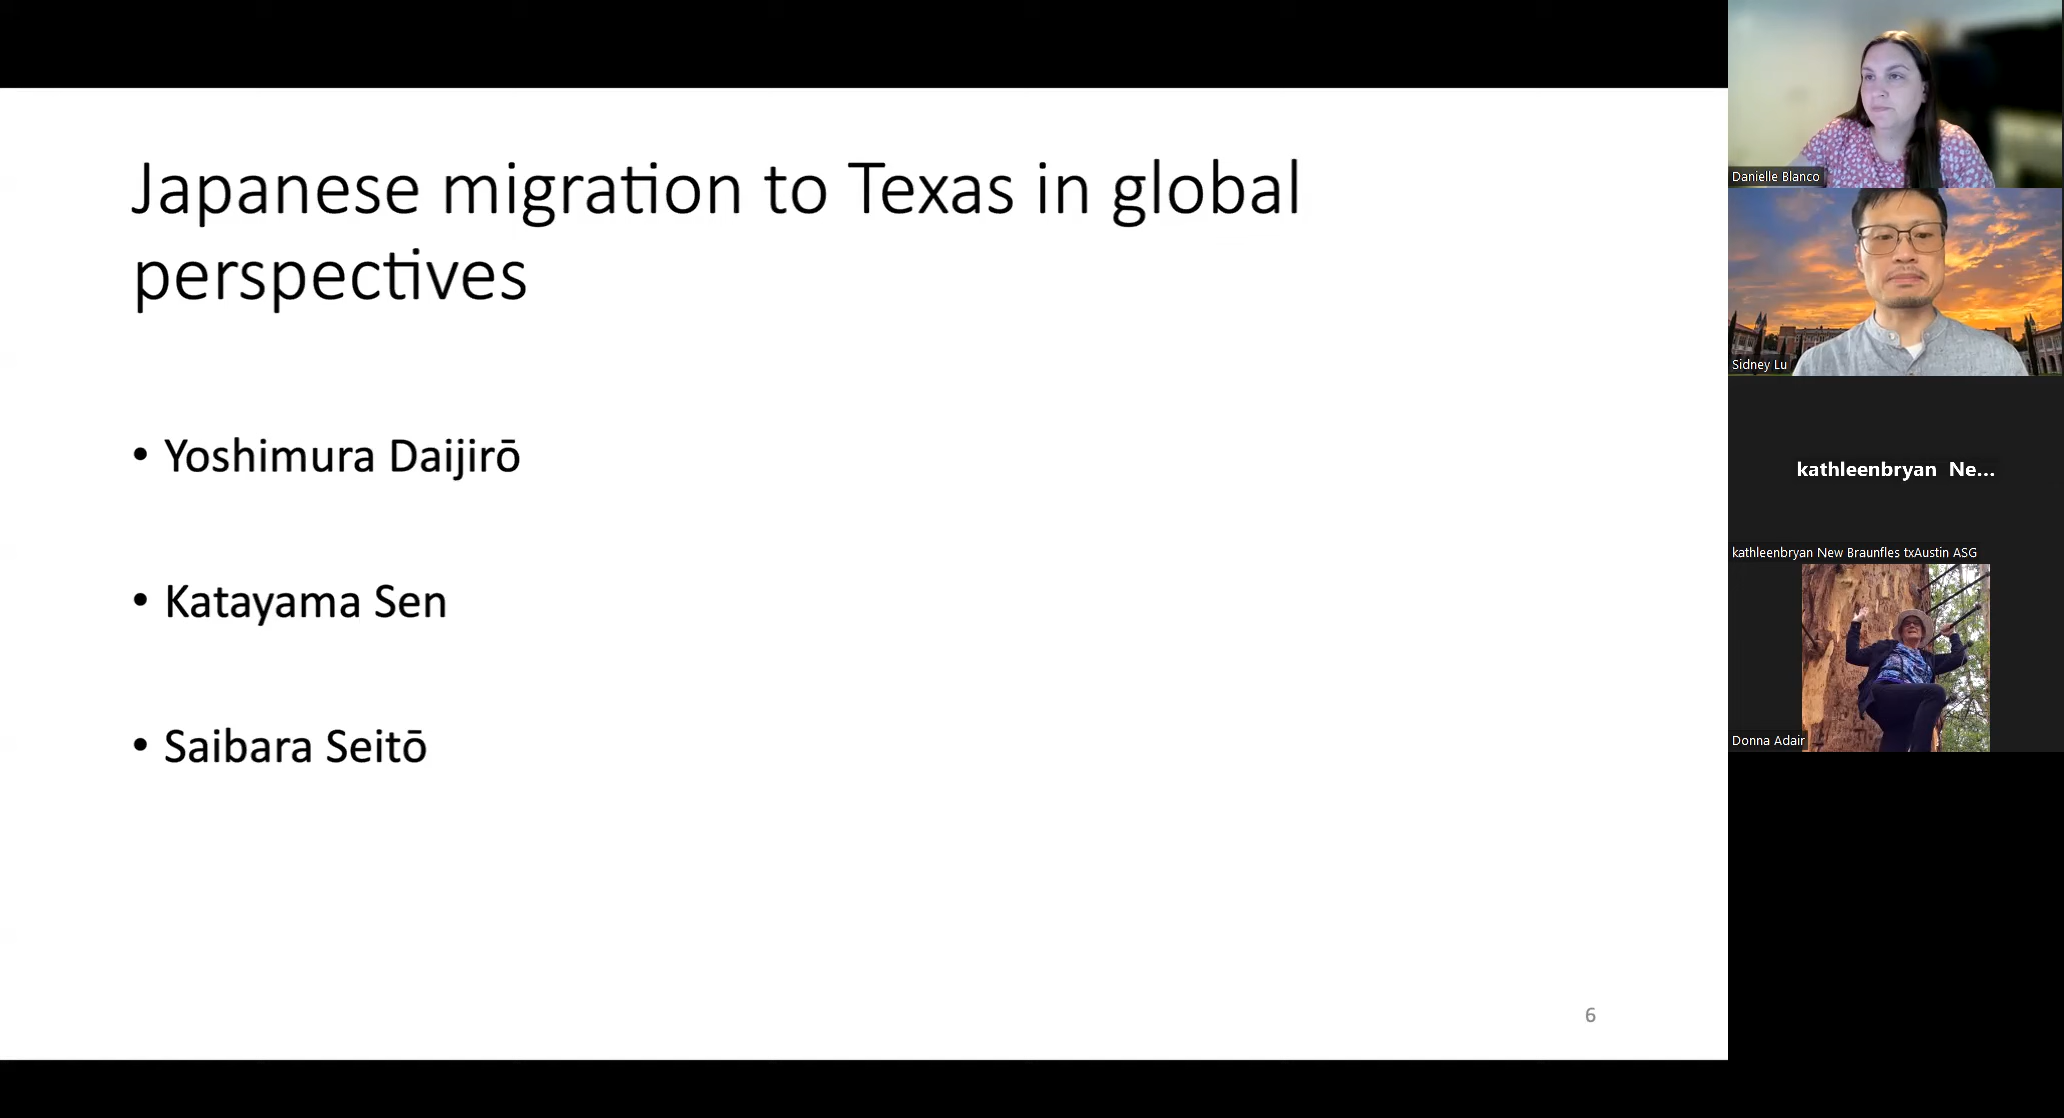 Japanese migration to Texas in global
perspectives
• Yoshimura Daijirō
• Katayama Sen
• Saibara Seitō
6
Danielle Blanco
Sidney Lu
kathleenbryan Ne...
kathleenbryan New Braunfles txAustin ASG
Donna Adair